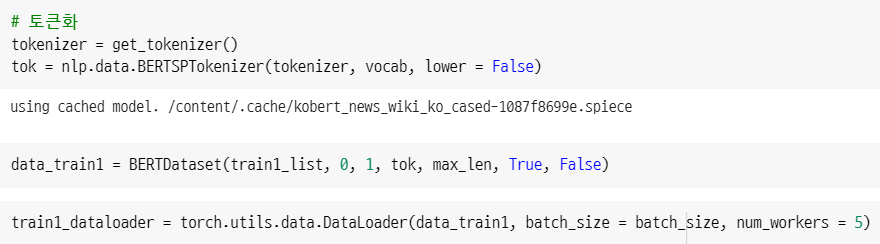 # 토큰화
tokenizer = get_tokenizer()
tok = nlp.data.BERTSPTokenizer(tokenizer, vocab, lower = False)
using cached model. /content/.cache/kobert_news_wiki_ko_cased-1087f8699e.spiece
data_train1 = BERTDataset(train1_list, 0, 1, tok, max_len, True, False)
train1_dataloader = torch.utils.data.DataLoader(data_train1, batch_size = batch_size, num_workers = 5)